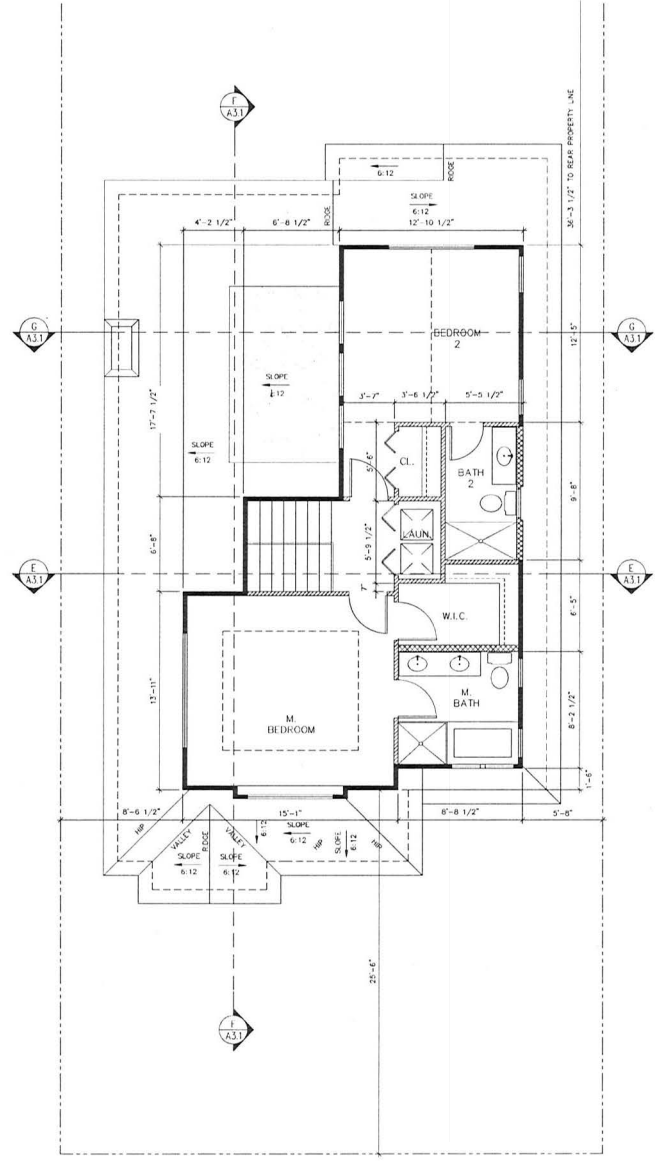 F
A3.1
36'-3 1/2" TO REAR PROPERTY LINE
6:12
RIDGE
SLOPE
6:12
RIDGE
4'-2 1/2"
6'-8 1/2"
12'-10 1/2"
G
A3.1
G
A3.1
BEDROOM
2
12'-5"
SLOPE
17'-7 1/2"
3'-7"
3'-6 1/2"
5'-5 1/2"
SLOPE
6:12
5'-6"
CL.
BATH
2
9'-8"
LAUN.
5'-9 1/2"
6'-8"
E
A3.1
E
A3.1
7"
W.I.C.
6'-5"
13'-11"
M.
BATH
8'-2 1/2"
M.
BEDROOM
1'-6"
8'-6 1/2"
15'-1"
8'-8 1/2"
5'-8"
HIP
VALLEY
RIDGE
VALLEY
6:12
SLOPE
6:12
HIP
SLOPE
6:12
HIP
SLOPE
6:12
SLOPE
6:12
25'-6"
F
A3.1